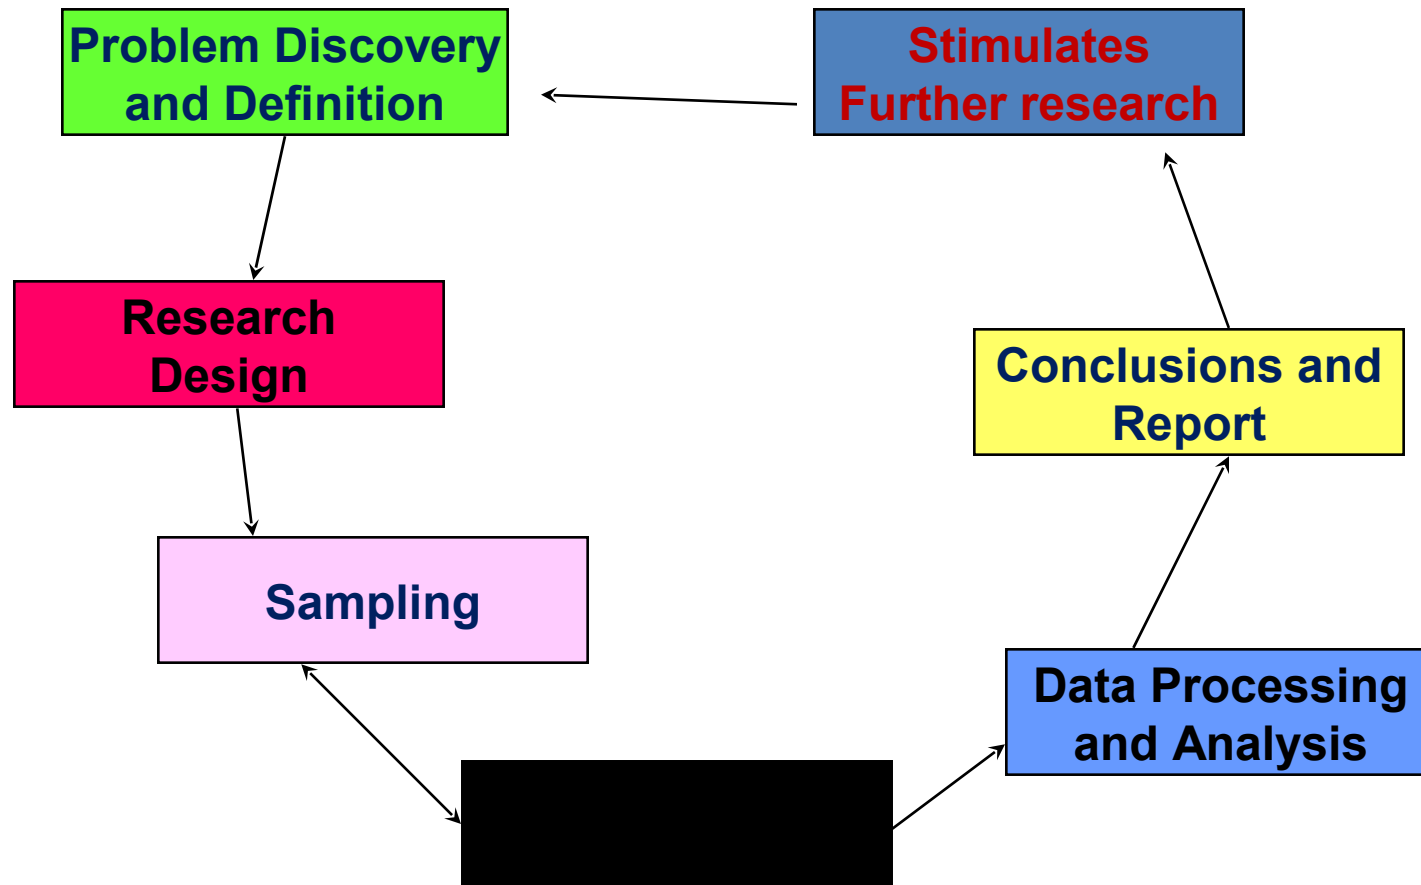 Problem Discovery
and Definition
Stimulates
Further research
Research
Design
Conclusions and
Report
Sampling
Data Processing
and Analysis